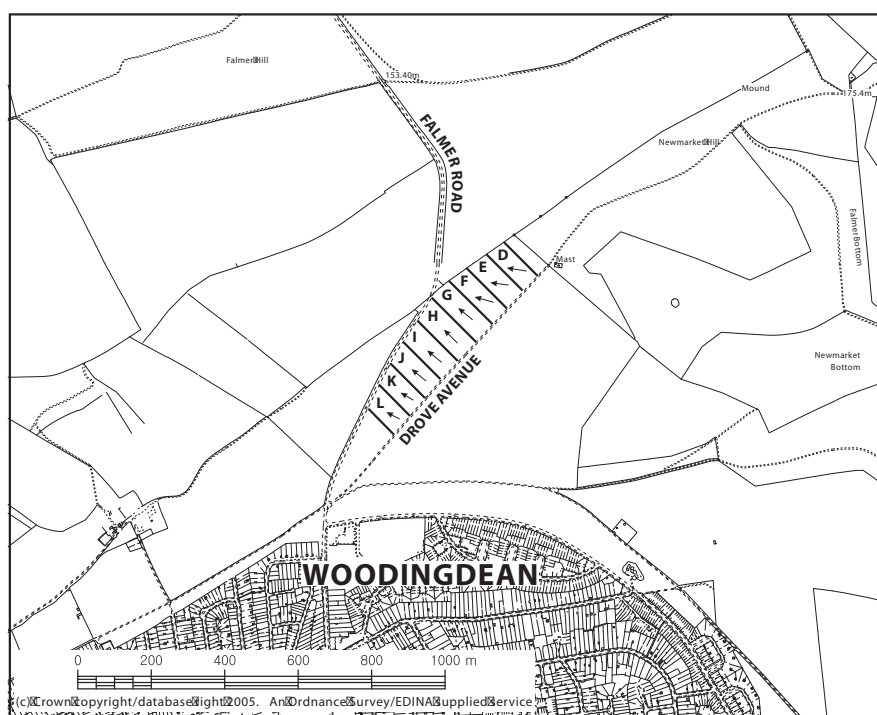 Falmer Hill
153.40m
175.4m
Mound
FALMER ROAD
Newmarket Hill
Falmer Bottom
Mast
D
E
F
G
H
I
J
K
L
DROVE AVENUE
Newmarket
Bottom
WOODINGDEAN
0 200 400 600 800 1000 m
(c) Crown copyright/database right 2005. An Ordnance Survey/EDINA supplied service